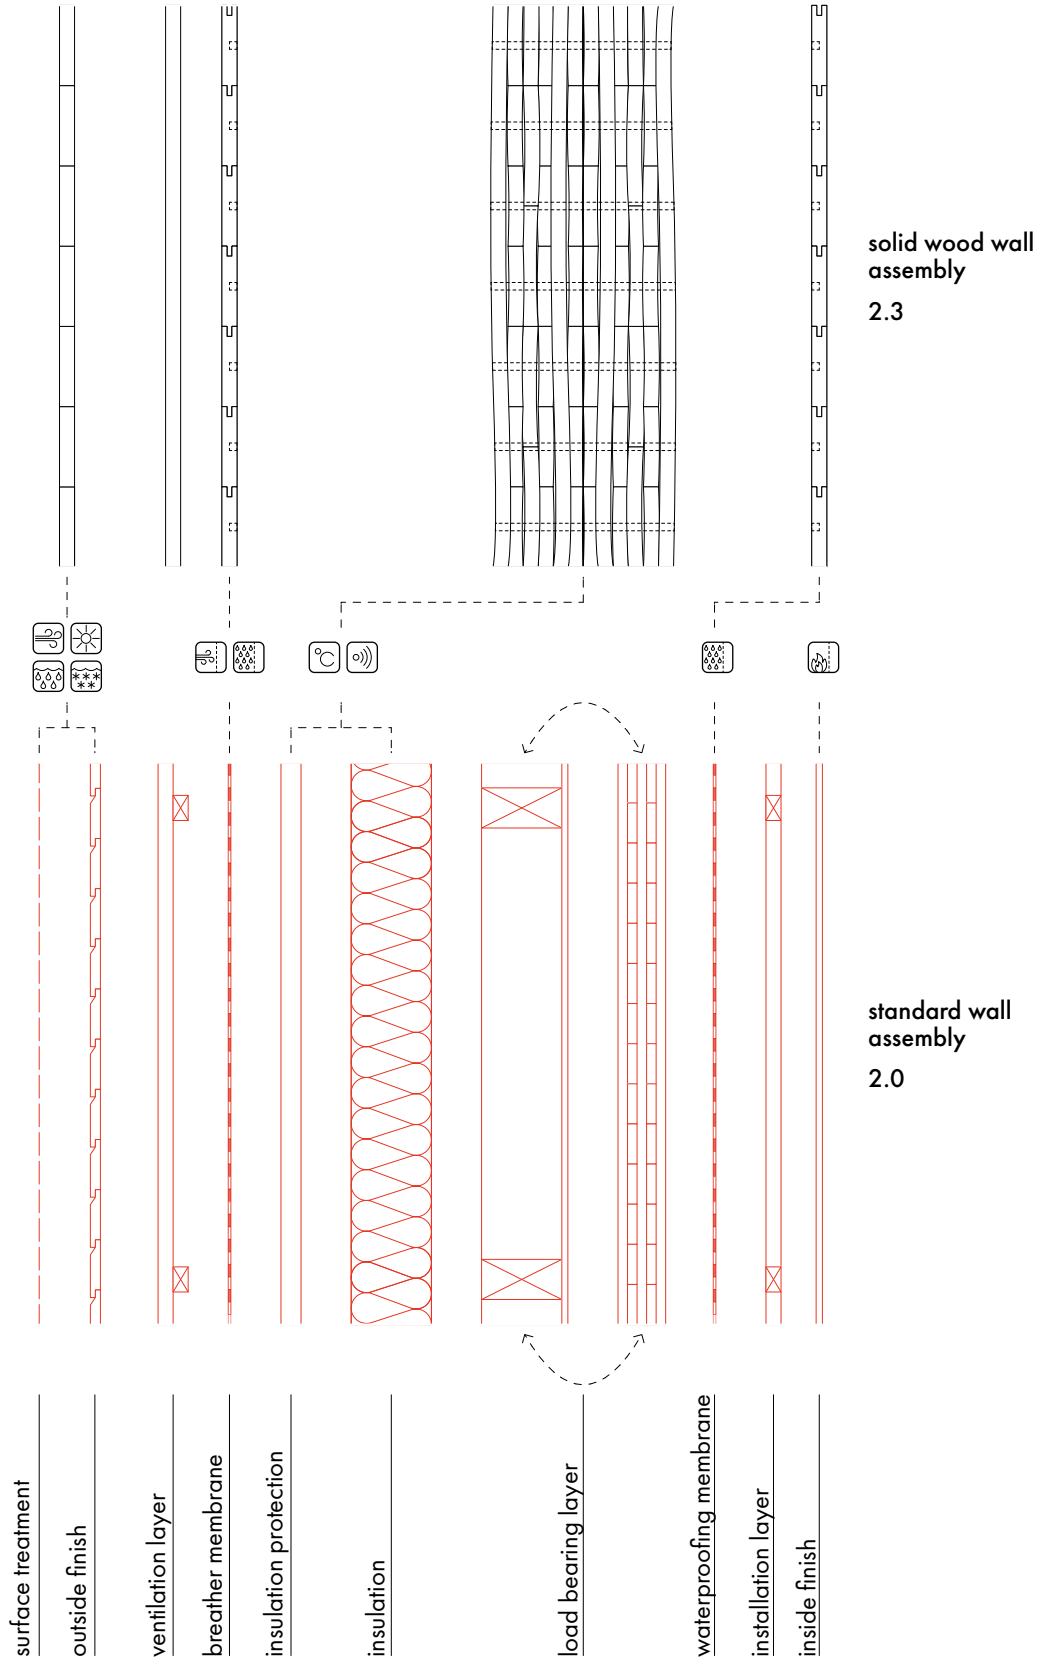 solid wood wall
assembly
2.3
°C
standard wall
assembly
2.0
surface treatment
outside finish
ventilation layer
breather membrane
insulation protection
insulation
load bearing layer
waterproofing membrane
installation layer
inside finish